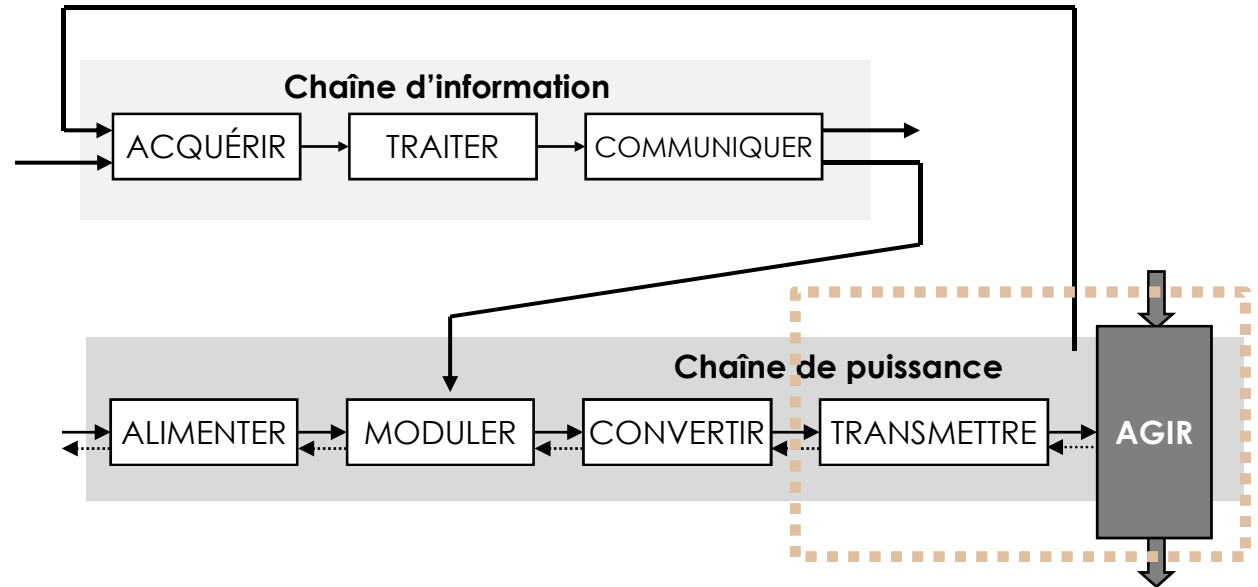 Chaîne d’information
ACQUÉRIR
TRAITER
COMMUNIQUER
Chaîne de puissance
ALIMENTER
MODULER
CONVERTIR
TRANSMETTRE
AGIR